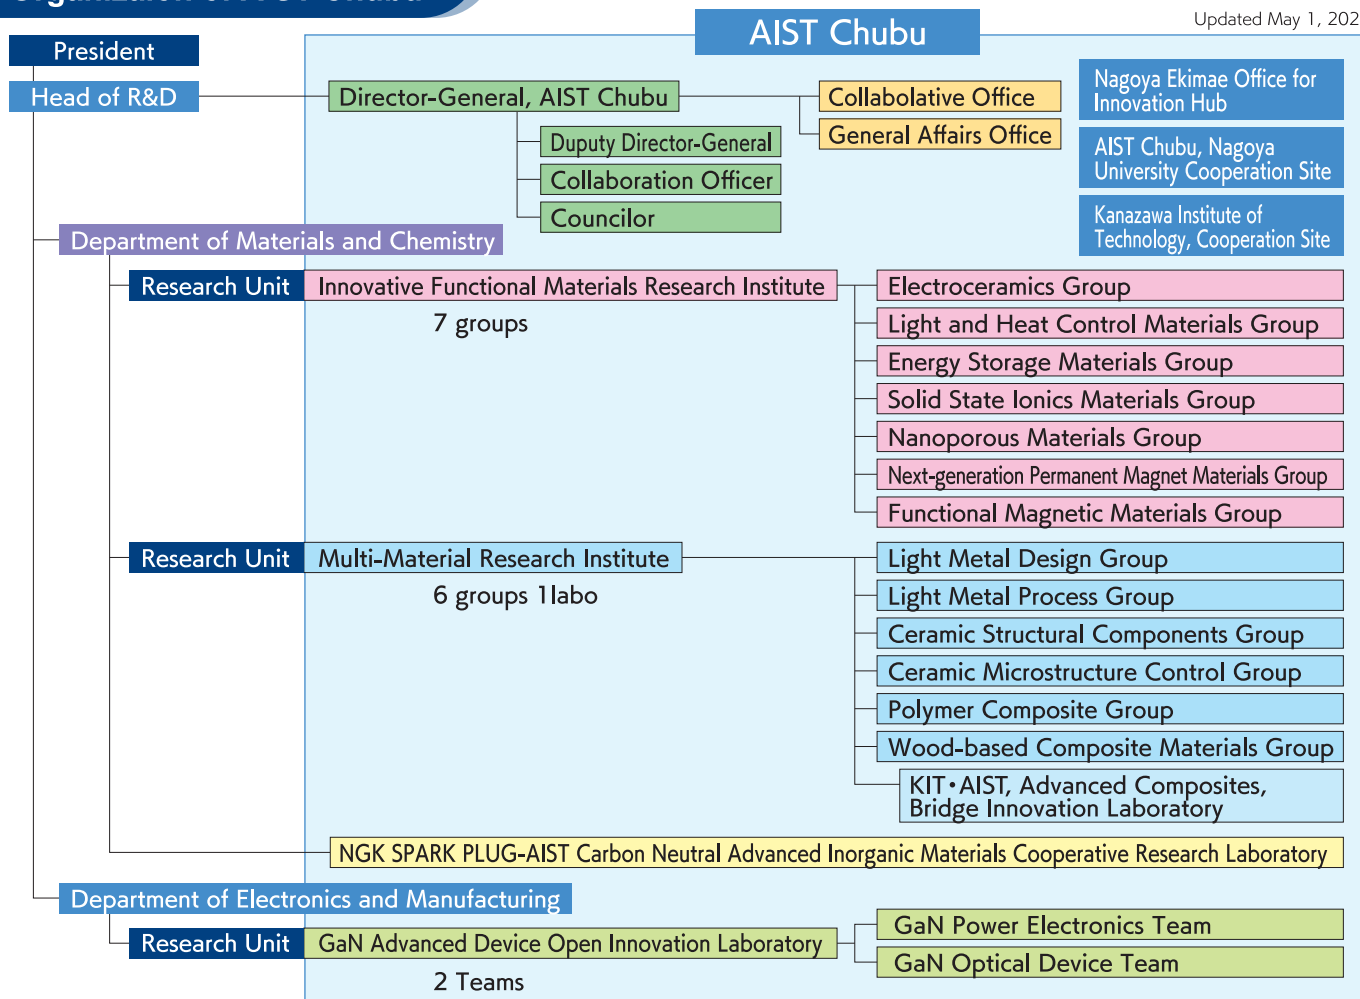 Organizaion of AIST Chubu
Updated May 1, 202
AIST Chubu
President
Head of R&D
Director-General, AIST Chubu
Collabolative Office
General Affairs Office
Duputy Director-General
Collaboration Officer
Councilor
Nagoya Ekimae Office for
Innovation Hub
AIST Chubu, Nagoya
University Cooperation Site
Kanazawa Institute of
Technology, Cooperation Site
Department of Materials and Chemistry
Research Unit
Innovative Functional Materials Research Institute
7 groups
Electroceramics Group
Light and Heat Control Materials Group
Energy Storage Materials Group
Solid State Ionics Materials Group
Nanoporous Materials Group
Next-generation Permanent Magnet Materials Group
Functional Magnetic Materials Group
Research Unit
Multi-Material Research Institute
6 groups 1labo
Light Metal Design Group
Light Metal Process Group
Ceramic Structural Components Group
Ceramic Microstructure Control Group
Polymer Composite Group
Wood-based Composite Materials Group
KIT・AIST, Advanced Composites,
Bridge Innovation Laboratory
NGK SPARK PLUG-AIST Carbon Neutral Advanced Inorganic Materials Cooperative Research Laboratory
Department of Electronics and Manufacturing
Research Unit
GaN Advanced Device Open Innovation Laboratory
2 Teams
GaN Power Electronics Team
GaN Optical Device Team